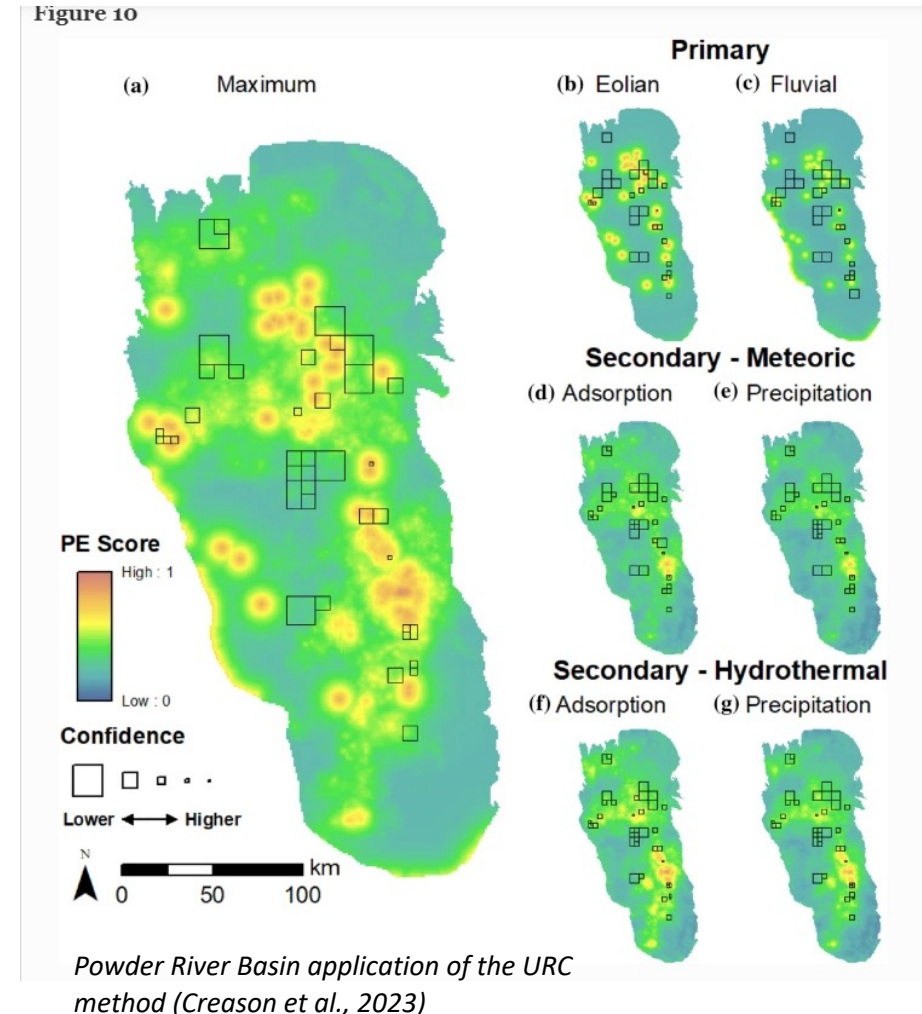 Figure 10
Primary
(a) Maximum
(b) Eolian (c) Fluvial
Secondary - Meteoric
(d) Adsorption (e) Precipitation
PE Score
High : 1
Low : 0
Secondary - Hydrothermal
(f) Adsorption (g) Precipitation
Confidence
Lower Higher
N
km
0 50 100
Powder River Basin application of the URC
method (Creason et al., 2023)